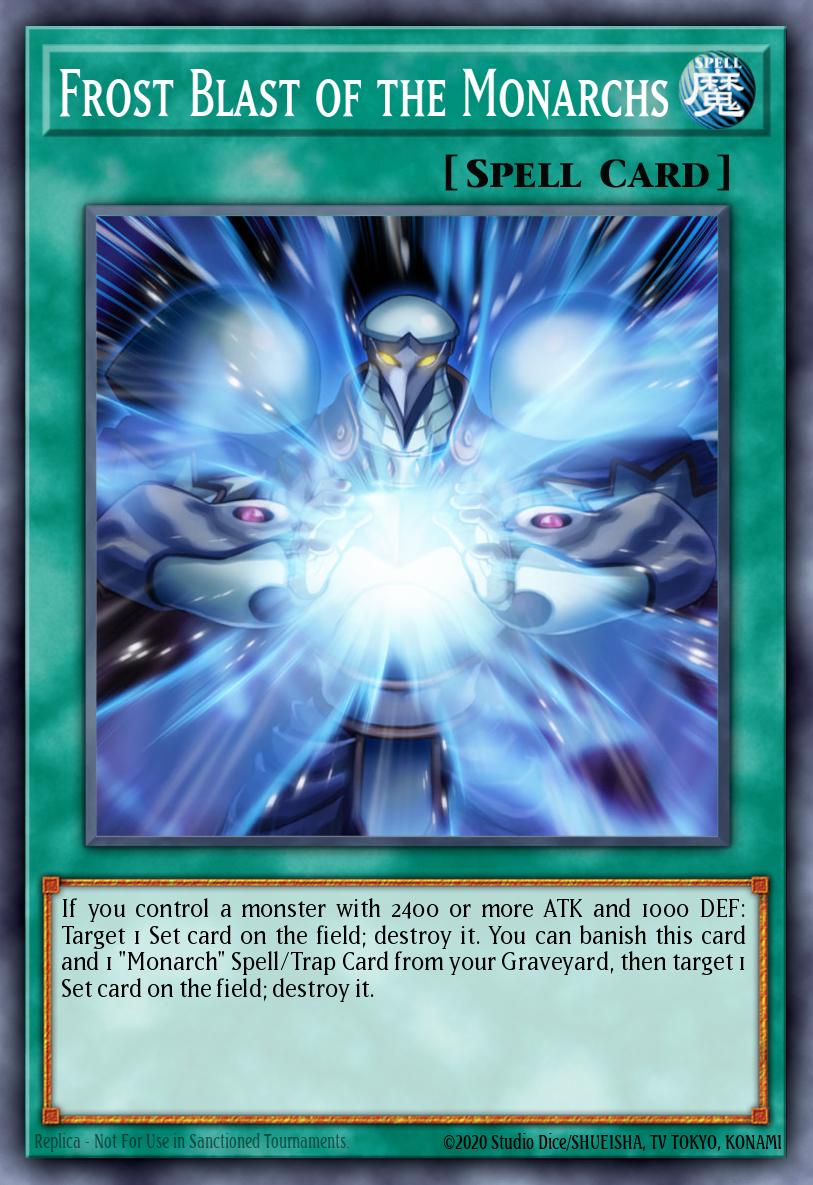 Frost Blast of the Monarchs
SPELL
魔
[Spell Card]
If you control a monster with 2400 or more ATK and 1000 DEF:
Target 1 Set card on the field; destroy it. You can banish this card
and 1 "Monarch" Spell/Trap Card from your Graveyard, then target 1
Set card on the field; destroy it.
Replica - Not For Use in Sanctioned Tournaments.
©2020 Studio Dice/SHUEISHA, TV TOKYO, KONAMI